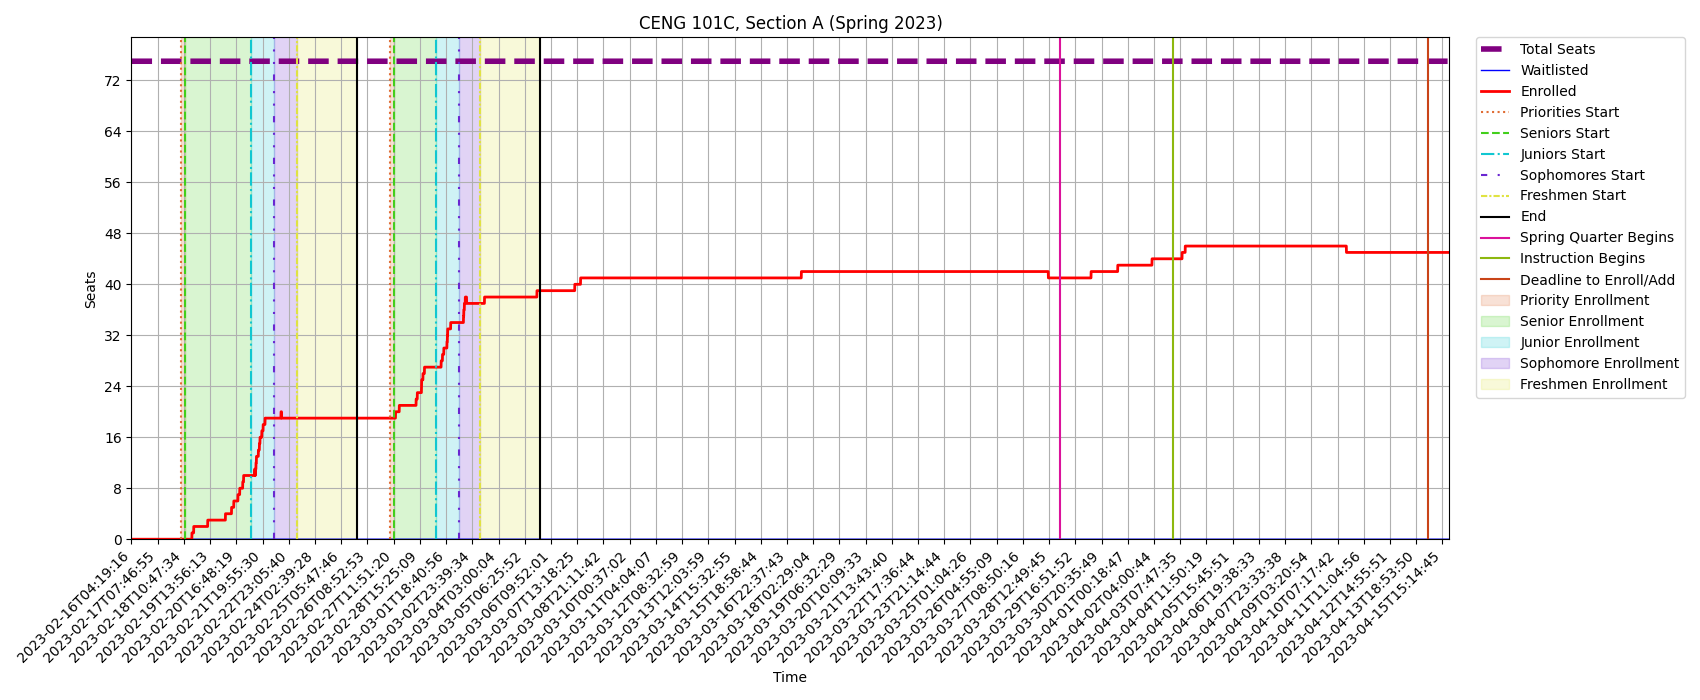 CENG 101C, Section A (Spring 2023)
Total Seats
Waitlisted
Enrolled
Priorities Start
Seniors Start
Juniors Start
Sophomores Start
Freshmen Start
End
Spring Quarter Begins
Instruction Begins
Deadline to Enroll/Add
Priority Enrollment
Senior Enrollment
Junior Enrollment
Sophomore Enrollment
Freshmen Enrollment
Seats
72
64
56
48
40
32
24
16
8
0
2023-02-16T04:19:16
2023-02-17T07:46:55
2023-02-18T10:47:34
2023-02-19T13:56:13
2023-02-20T16:48:19
2023-02-21T19:55:30
2023-02-22T23:05:40
2023-02-24T02:39:28
2023-02-25T05:47:46
2023-02-26T08:52:53
2023-02-27T11:51:20
2023-02-28T15:25:09
2023-03-01T18:40:56
2023-03-02T23:39:34
2023-03-04T03:00:04
2023-03-05T06:25:52
2023-03-06T09:52:01
2023-03-07T13:18:25
2023-03-08T21:11:42
2023-03-10T00:37:02
2023-03-11T04:04:07
2023-03-12T08:32:59
2023-03-13T12:03:59
2023-03-14T15:32:55
2023-03-15T18:58:44
2023-03-16T22:37:43
2023-03-18T02:29:04
2023-03-19T06:32:29
2023-03-20T10:09:33
2023-03-21T13:43:40
2023-03-22T17:36:44
2023-03-23T21:14:44
2023-03-25T01:04:26
2023-03-26T04:55:09
2023-03-27T08:50:16
2023-03-28T12:49:45
2023-03-29T16:51:52
2023-03-30T20:35:49
2023-04-01T00:18:47
2023-04-02T04:00:44
2023-04-03T07:47:35
2023-04-04T11:50:19
2023-04-05T15:45:51
2023-04-06T19:38:33
2023-04-07T23:33:38
2023-04-09T03:20:54
2023-04-10T07:17:42
2023-04-11T11:04:56
2023-04-12T14:55:51
2023-04-13T18:53:50
2023-04-15T15:14:45
Time